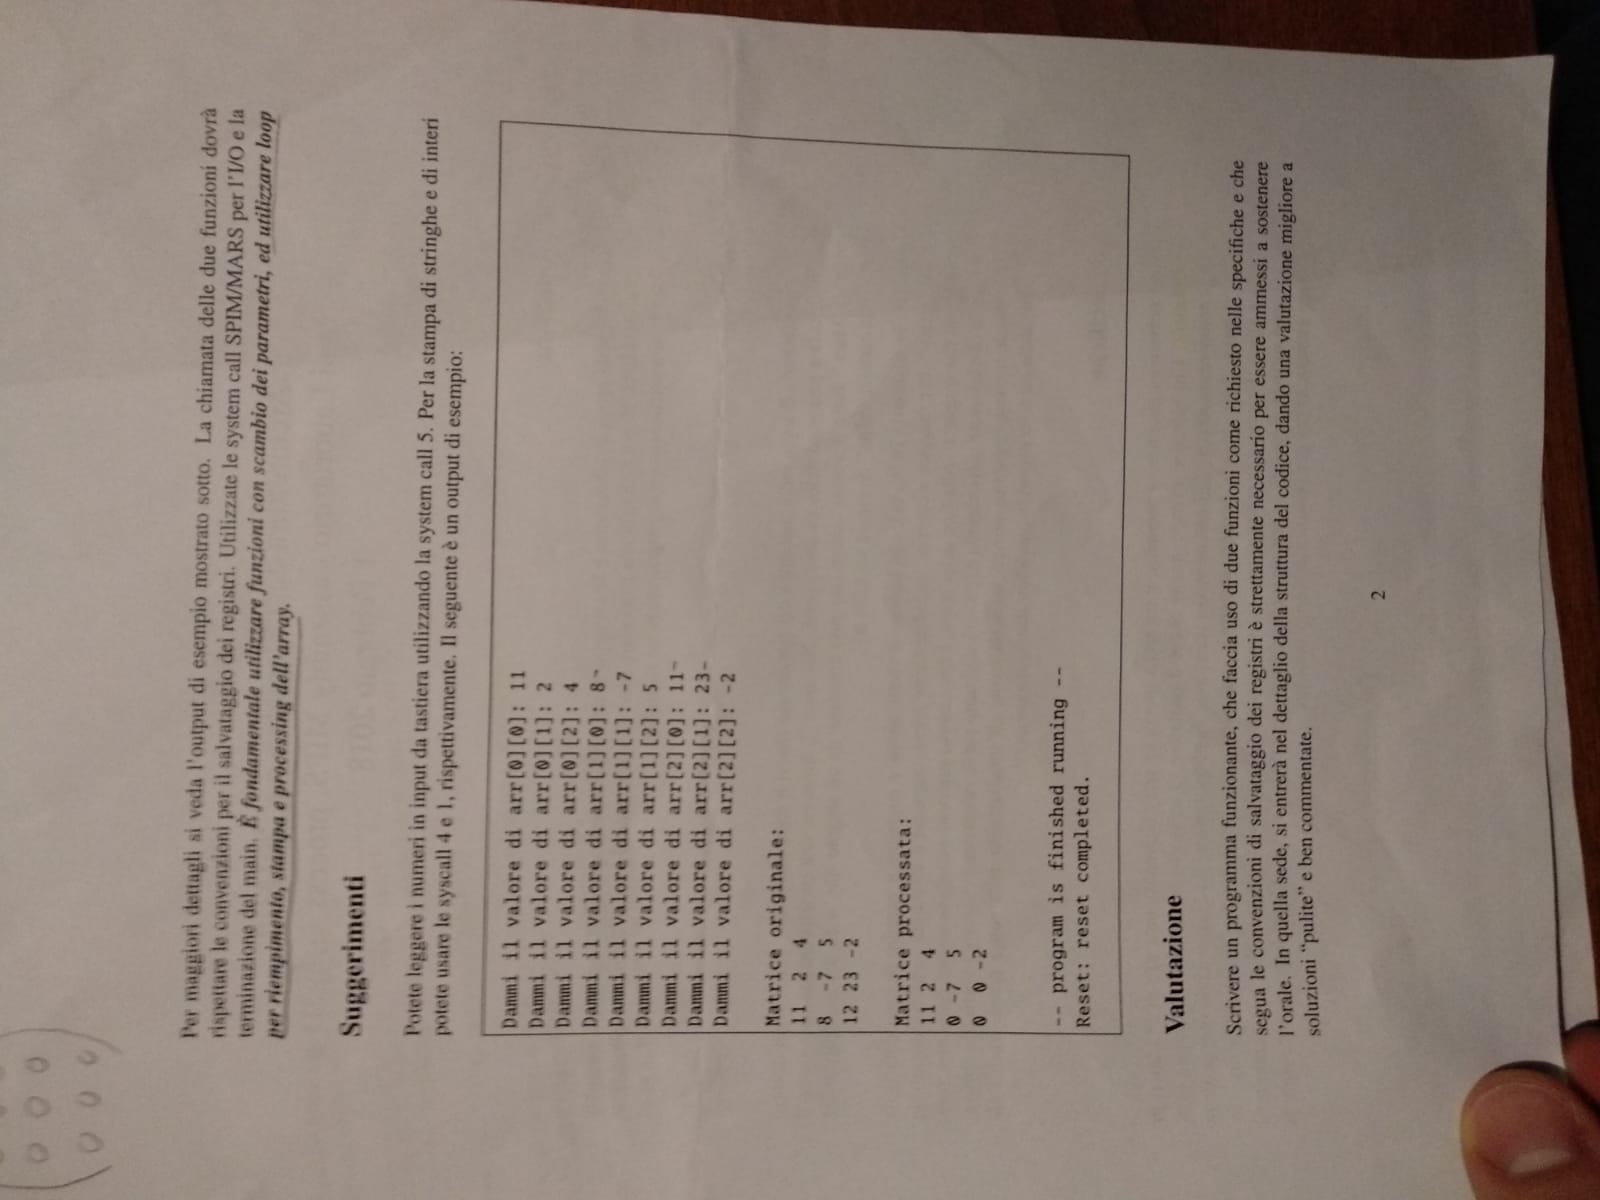 0 0 0
0 0 0
Per maggiori dettagli si veda l'output di esempio mostrato sotto. La chiamata delle due funzioni dovrà
rispettare le convenzioni per il salvataggio dei registri. Utilizzate le system call SPIM/MARS per l'I/O e la
terminazione del main. È fondamentale utilizzare funzioni con scambio dei parametri, ed utilizzare loop
per riempimento, stampa e processing dell'array.
Suggerimenti
Potete leggere i numeri in input da tastiera utilizzando la system call 5. Per la stampa di stringhe e di interi
potete usare le syscall 4 e 1, rispettivamente. Il seguente è un output di esempio:
Dammi il valore di arr[0][0]: 11
Dammi il valore di arr[0][1]: 2
Dammi il valore di arr[0][2]: 4
Dammi il valore di arr[1][0]: 8
Dammi il valore di arr[1][1]: -7
Dammi il valore di arr[1][2]: 5
Dammi il valore di arr[2][0]: 11
Dammi il valore di arr[2][1]: 23
Dammi il valore di arr[2][2]: -2
Matrice originale:
11 2 4
8 -7 5
12 23 -2
Matrice processata:
11 2 4
0 -7 5
0 0 -2
-- program is finished running --
Reset: reset completed.
Valutazione
Scrivere un programma funzionante, che faccia uso di due funzioni come richiesto nelle specifiche e che
segua le convenzioni di salvataggio dei registri è strettamente necessario per essere ammessi a sostenere
l'orale. In quella sede, si entrerà nel dettaglio della struttura del codice, dando una valutazione migliore a
soluzioni “pulite” e ben commentate.
2